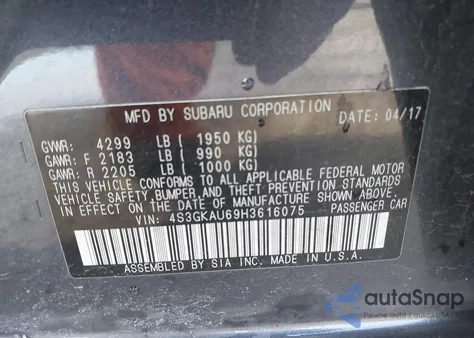 MFD BY SUBARU CORPORATION DATE: 04/17
GVWR: 4299 LB ( 1950 KG)
GAWR: F 2183 LB ( 990 KG)
GAWR: R 2205 LB ( 1000 KG)
THIS VEHICLE CONFORMS TO ALL APPLICABLE FEDERAL MOTOR
VEHICLE SAFETY, BUMPER, AND THEFT PREVENTION STANDARDS
IN EFFECT ON THE DATE OF MANUFACTURE SHOWN ABOVE.
VIN: 4S3GKAU69H3616075 PASSENGER CAR
ASSEMBLED BY SIA INC. MADE IN U.S.A.
autaSnap